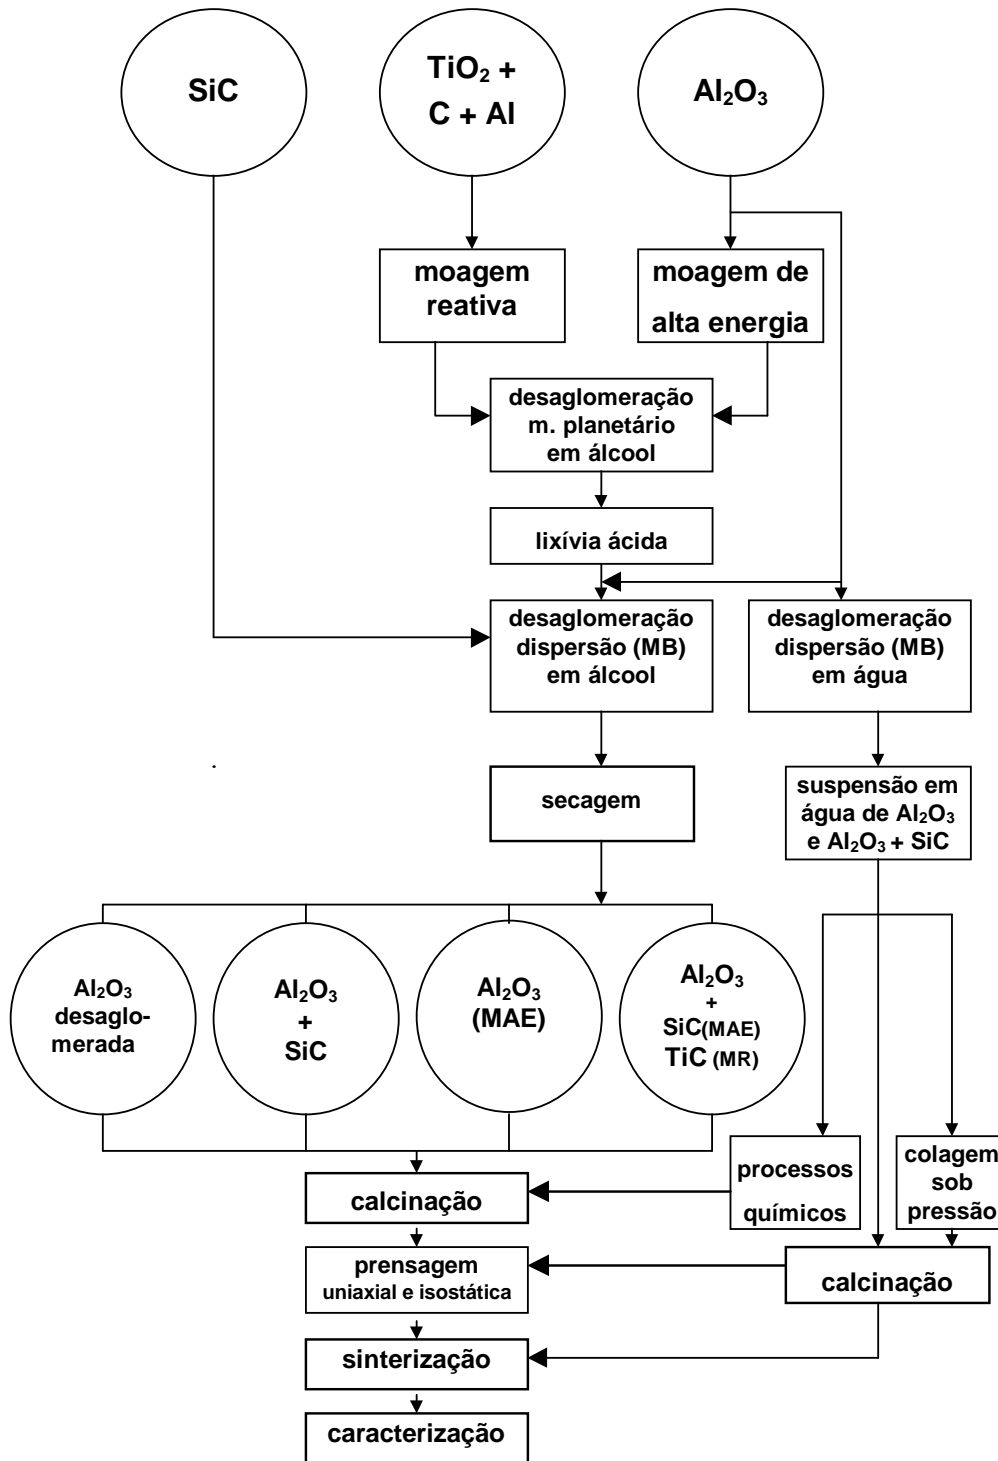 SiC
TiO₂ +
C + Al
Al₂O₃
moagem
reativa
moagem de
alta energia
desaglomeração
m. planetário
em álcool
lixívia ácida
desaglomeração
dispersão (MB)
em álcool
desaglomeração
dispersão (MB)
em água
secagem
suspensão em
água de Al₂O₃
e Al₂O₃ + SiC
Al₂O₃
desaglo-
merada
Al₂O₃
+
SiC
Al₂O₃
(MAE)
Al₂O₃
+
SiC(MAE)
TiC (MR)
processos
químicos
colagem
sob
pressão
calcinação
prensagem
uniaxial e isostática
calcinação
sinterização
caracterização